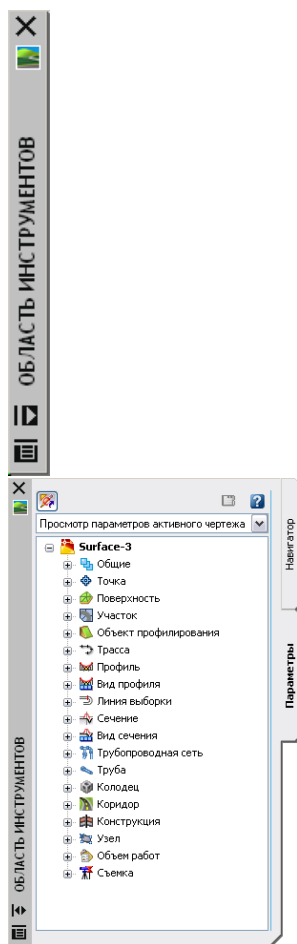 ОБЛАСТЬ ИНСТРУМЕНТОВ
Просмотр параметров активного чертежа
Surface-3
Общие
Точка
Поверхность
Участок
Объект профилирования
Трасса
Профиль
Вид профиля
Линия выборки
Сечение
Вид сечения
Трубопроводная сеть
Труба
Колодец
Коридор
Конструкция
Узел
Объем работ
Съемка
Навигатор
Параметры
ОБЛАСТЬ ИНСТРУМЕНТОВ